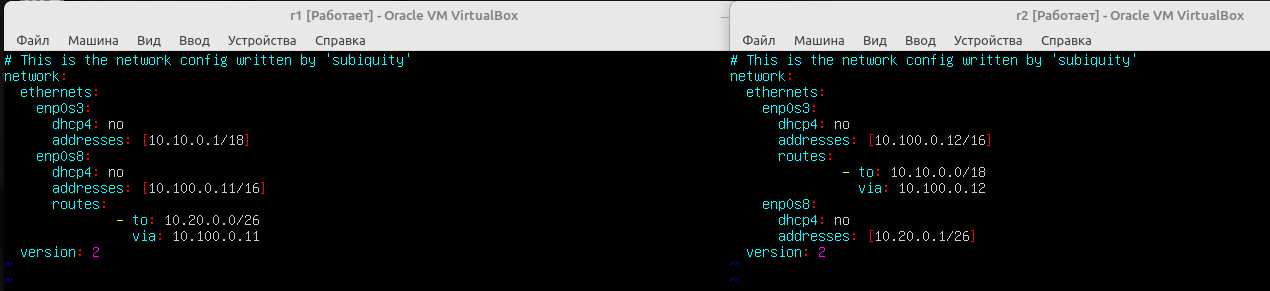 r1 [Работает] - Oracle VM VirtualBox
Файл Машина Вид Ввод Устройства Справка
# This is the network config written by 'subiquity'
network:
  ethernets:
    enp0s3:
      dhcp4: no
      addresses: [10.10.0.1/18]
    enp0s8:
      dhcp4: no
      addresses: [10.100.0.11/16]
      routes:
              - to: 10.20.0.0/26
                via: 10.100.0.11
  version: 2
~
~
r2 [Работает] - Oracle VM VirtualBox
Файл Машина Вид Ввод Устройства Справка
# This is the network config written by 'subiquity'
network:
  ethernets:
    enp0s3:
      dhcp4: no
      addresses: [10.100.0.12/16]
      routes:
              - to: 10.10.0.0/18
                via: 10.100.0.12
    enp0s8:
      dhcp4: no
      addresses: [10.20.0.1/26]
  version: 2
~
~